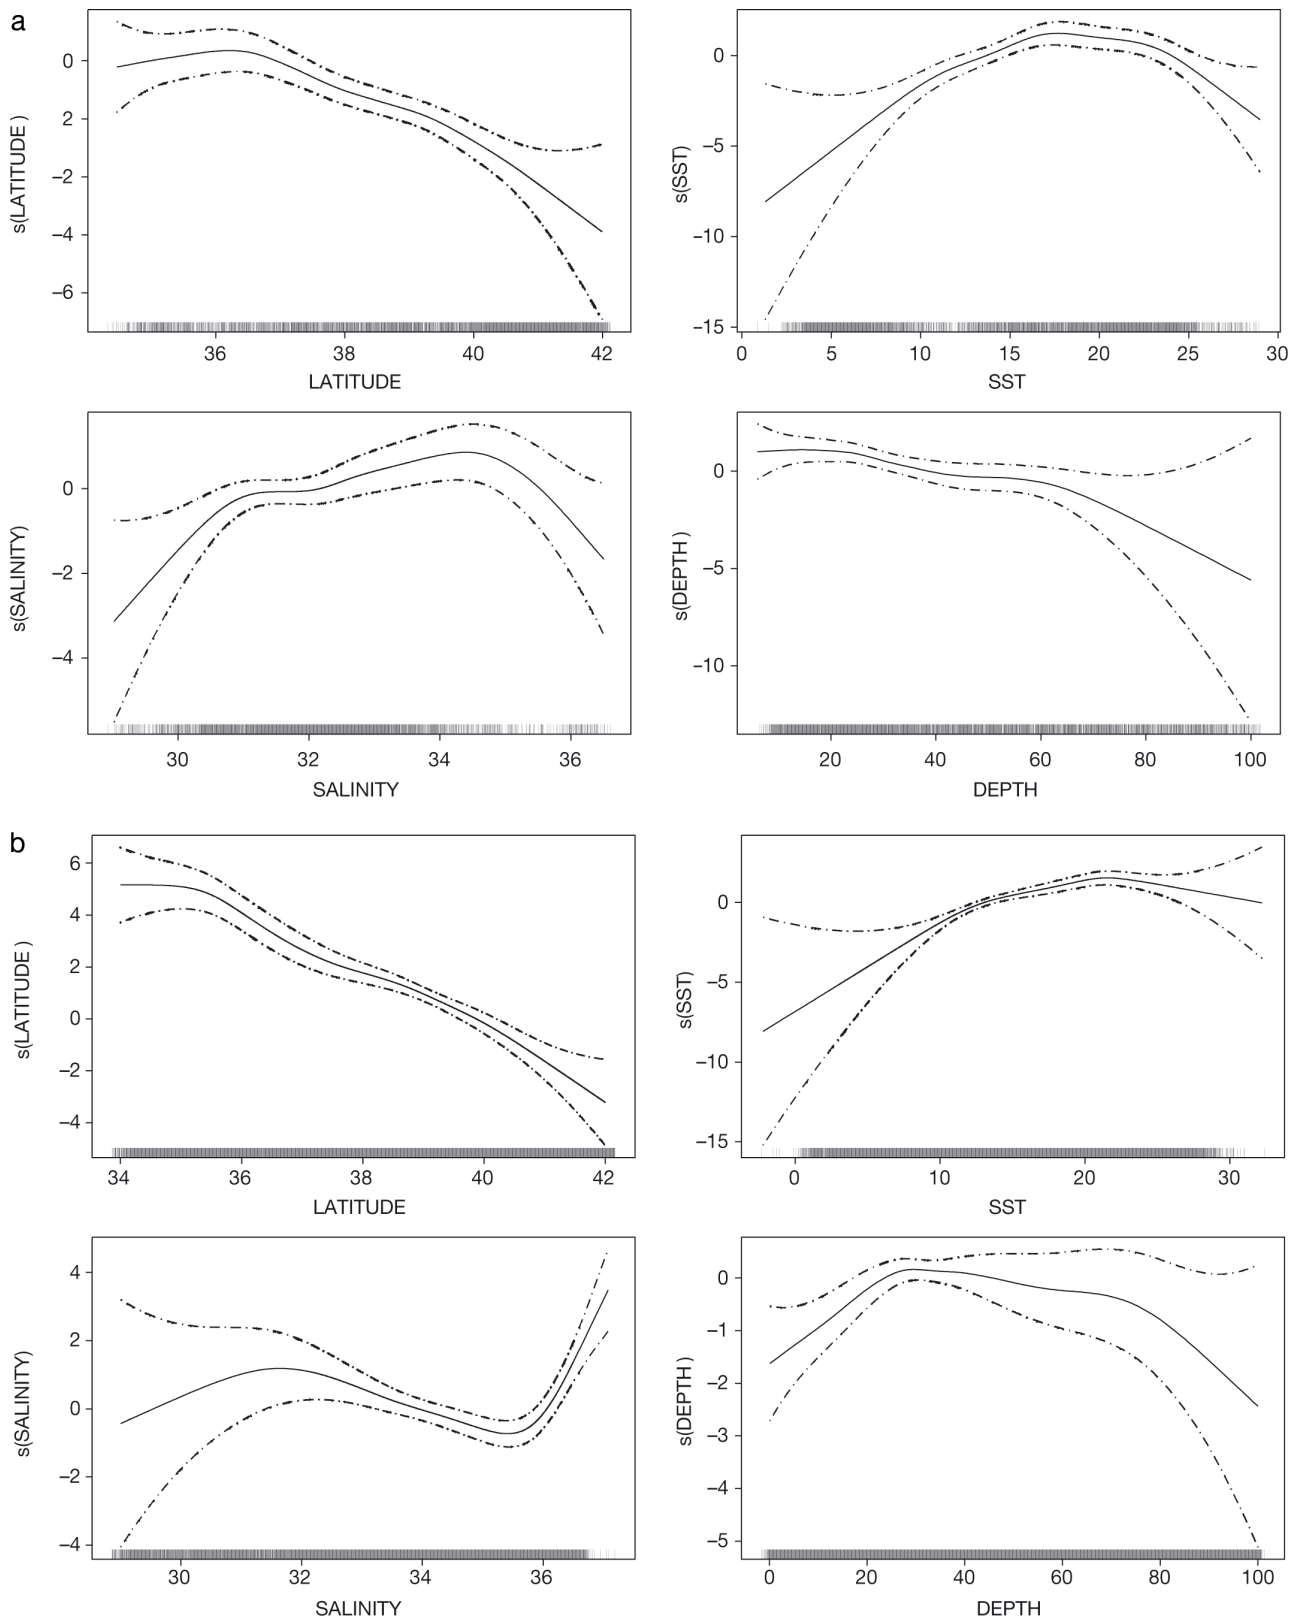 a
0
2
–2
–4
–6
s(LATITUDE )
36 38 40 42
LATITUDE
0
–5
–10
–15
s(SST)
0 5 10 15 20 25 30
SST
0
–2
–4
s(SALINITY)
30 32 34 36
SALINITY
0
–5
–10
s(DEPTH )
20 40 60 80 100
DEPTH
b
6
4
2
0
–2
–4
s(LATITUDE )
34 36 38 40 42
LATITUDE
0
–5
–10
–15
s(SST)
0 10 20 30
SST
4
2
0
–2
–4
s(SALINITY)
30 32 34 36
SALINITY
0
–1
–2
–3
–4
–5
s(DEPTH )
0 20 40 60 80 100
DEPTH